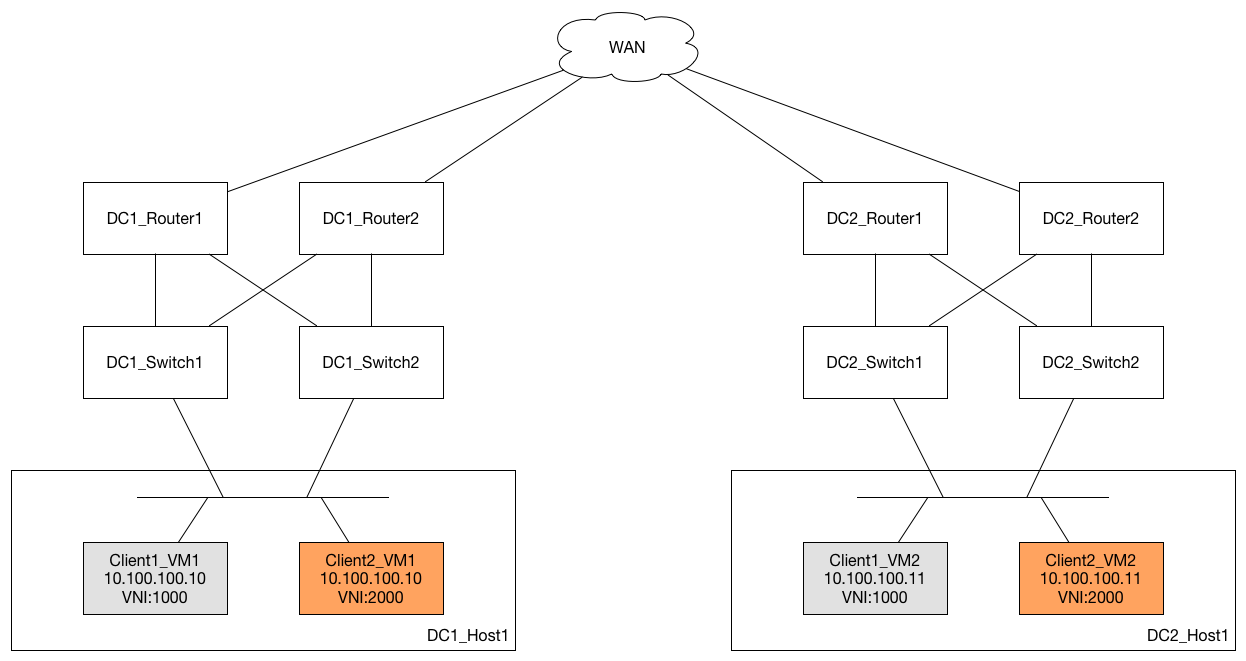 WAN
DC1_Router1
DC1_Router2
DC2_Router1
DC2_Router2
DC1_Switch1
DC1_Switch2
DC2_Switch1
DC2_Switch2
Client1_VM1
10.100.100.10
VNI:1000
Client2_VM1
10.100.100.10
VNI:2000
DC1_Host1
Client1_VM2
10.100.100.11
VNI:1000
Client2_VM2
10.100.100.11
VNI:2000
DC2_Host1